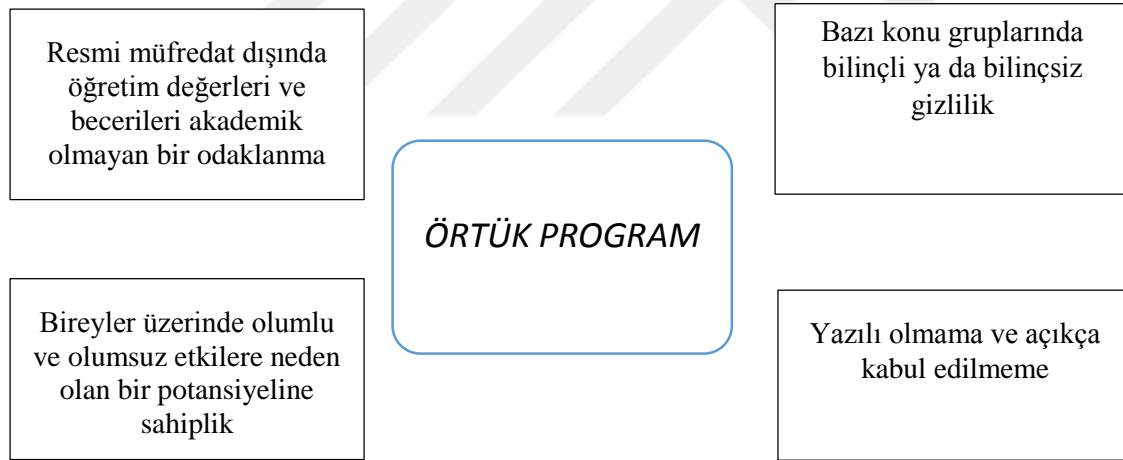 Resmi müfredat dışında
öğretim değerleri ve
becerileri akademik
olmayan bir odaklanma
Bazı konu gruplarında
bilinçli ya da bilinçsiz
gizlilik
ÖRTÜK PROGRAM
Bireyler üzerinde olumlu
ve olumsuz etkilere neden
olan bir potansiyeline
sahiplik
Yazılı olmama ve açıkça
kabul edilmeme